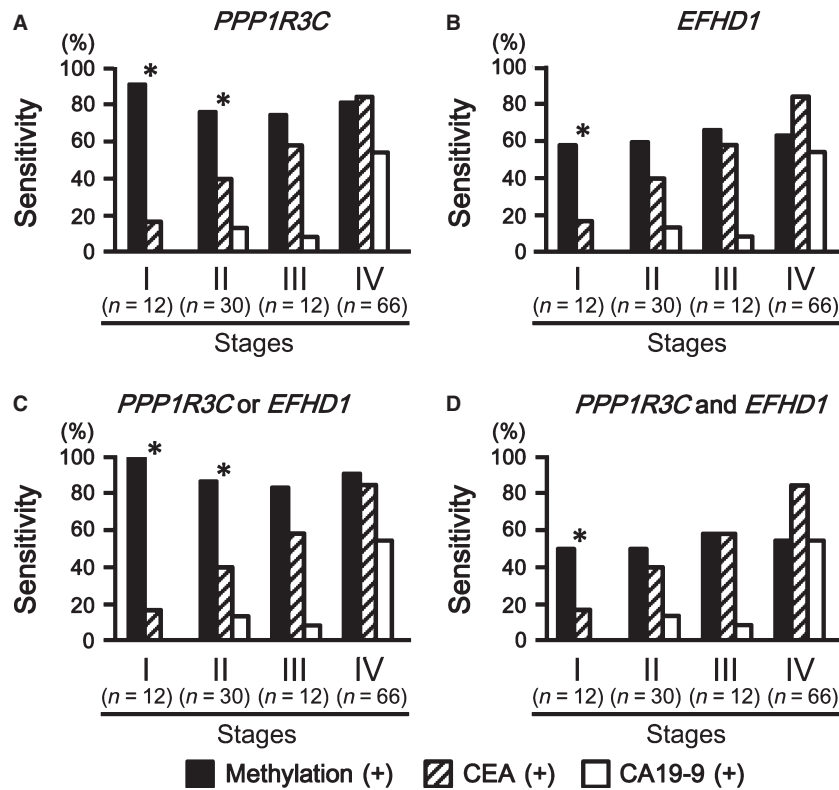 A PPP1R3C
(%)
Sensitivity
100
80
60
40
20
0
* *
I II III IV
(n = 12) (n = 30) (n = 12) (n = 66)
Stages
B EFHD1
(%)
Sensitivity
100
80
60
40
20
0
*
I II III IV
(n = 12) (n = 30) (n = 12) (n = 66)
Stages
C PPP1R3C or EFHD1
(%)
Sensitivity
100
80
60
40
20
0
* *
I II III IV
(n = 12) (n = 30) (n = 12) (n = 66)
Stages
D PPP1R3C and EFHD1
(%)
Sensitivity
100
80
60
40
20
0
*
I II III IV
(n = 12) (n = 30) (n = 12) (n = 66)
Stages
Methylation (+) CEA (+) CA19-9 (+)